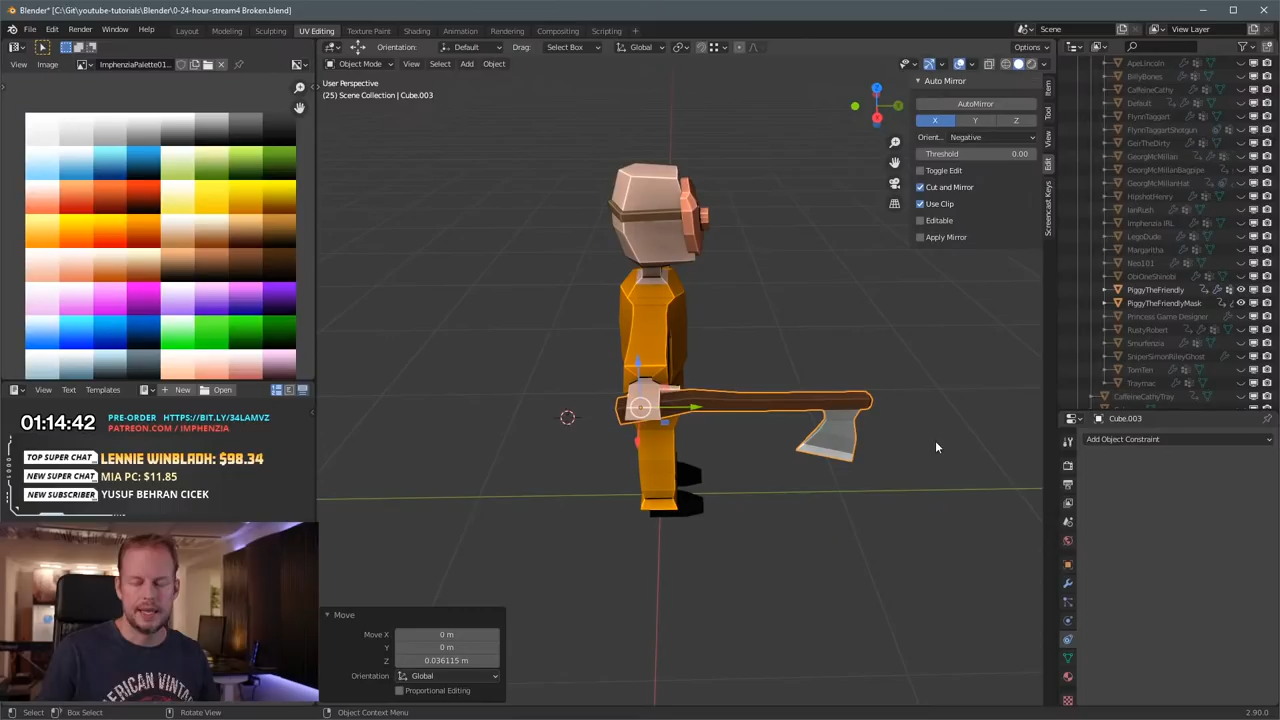 Blender* [C:\Git\youtube-tutorials\Blender\0-24-hour-stream4 Broken.blend]
File Edit Render Window Help Layout Modeling Sculpting UV Editing Texture Paint Shading Animation Rendering Compositing Scripting Scene View Layer
Orientation: Default Drag: Select Box Global Options
View Image ImphenziaPalette01... Object Mode View Select Add Object
User Perspective
(25) Scene Collection | Cube.003
Auto Mirror
AutoMirror
X Y Z
Orient... Negative
Threshold 0.00
Toggle Edit
Cut and Mirror
Use Clip
Editable
Apply Mirror
Item
Tool
View
Edit
Screencast Keys
ApeLincoln
BillyBones
CaffeineCathy
Default
FlynnTaggart
FlynnTaggartShotgun
GeirTheDirty
GeorgMcMillan
GeorgMcMillanBagpipe
GeorgMcMillanHat
HipshotHenry
IanRush
Imphenzia IRL
LegoDude
Margaritha
Neo101
ObiOneShinobi
PiggyTheFriendly
PiggyTheFriendlyMask
Princess Game Designer
RustyRobert
Smurfenzia
SniperSimonRileyGhost
TomTen
Traymac
CaffeineCathyTray
Cube.003
Add Object Constraint
View Text Templates New Open
01:14:42
PRE-ORDER HTTPS://BIT.LY/34LAMVZ
PATREON.COM / IMPHENZIA
TOP SUPER CHAT LENNIE WINBLADH: $98.34
NEW SUPER CHAT MIA PC: $11.85
NEW SUBSCRIBER YUSUF BEHRAN CICEK
Move
Move X 0 m
Y 0 m
Z 0.036115 m
Orientation Global
Proportional Editing
Select Box Select Rotate View Object Context Menu 2.90.0